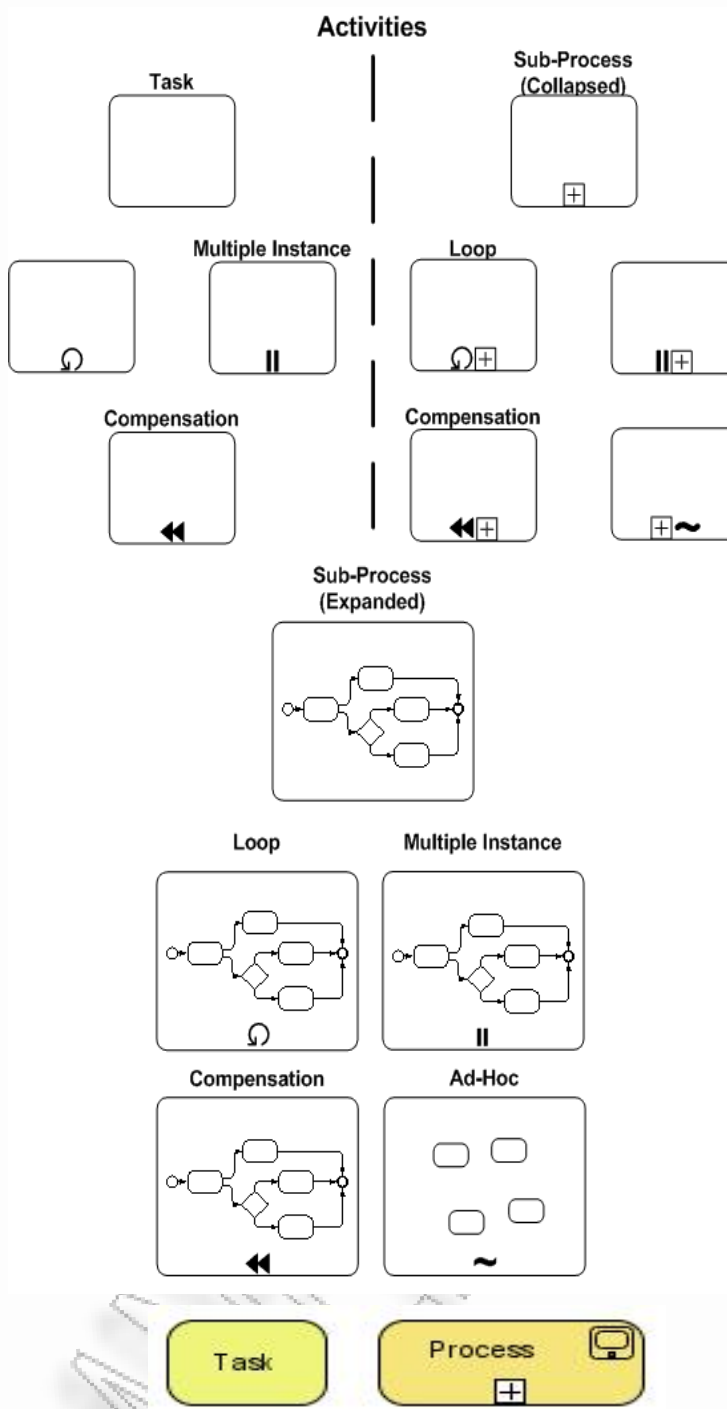 Activities
Task
Sub-Process
(Collapsed)
Multiple Instance
Loop
Compensation
Compensation
Sub-Process
(Expanded)
Loop
Multiple Instance
Compensation
Ad-Hoc
Task
Process